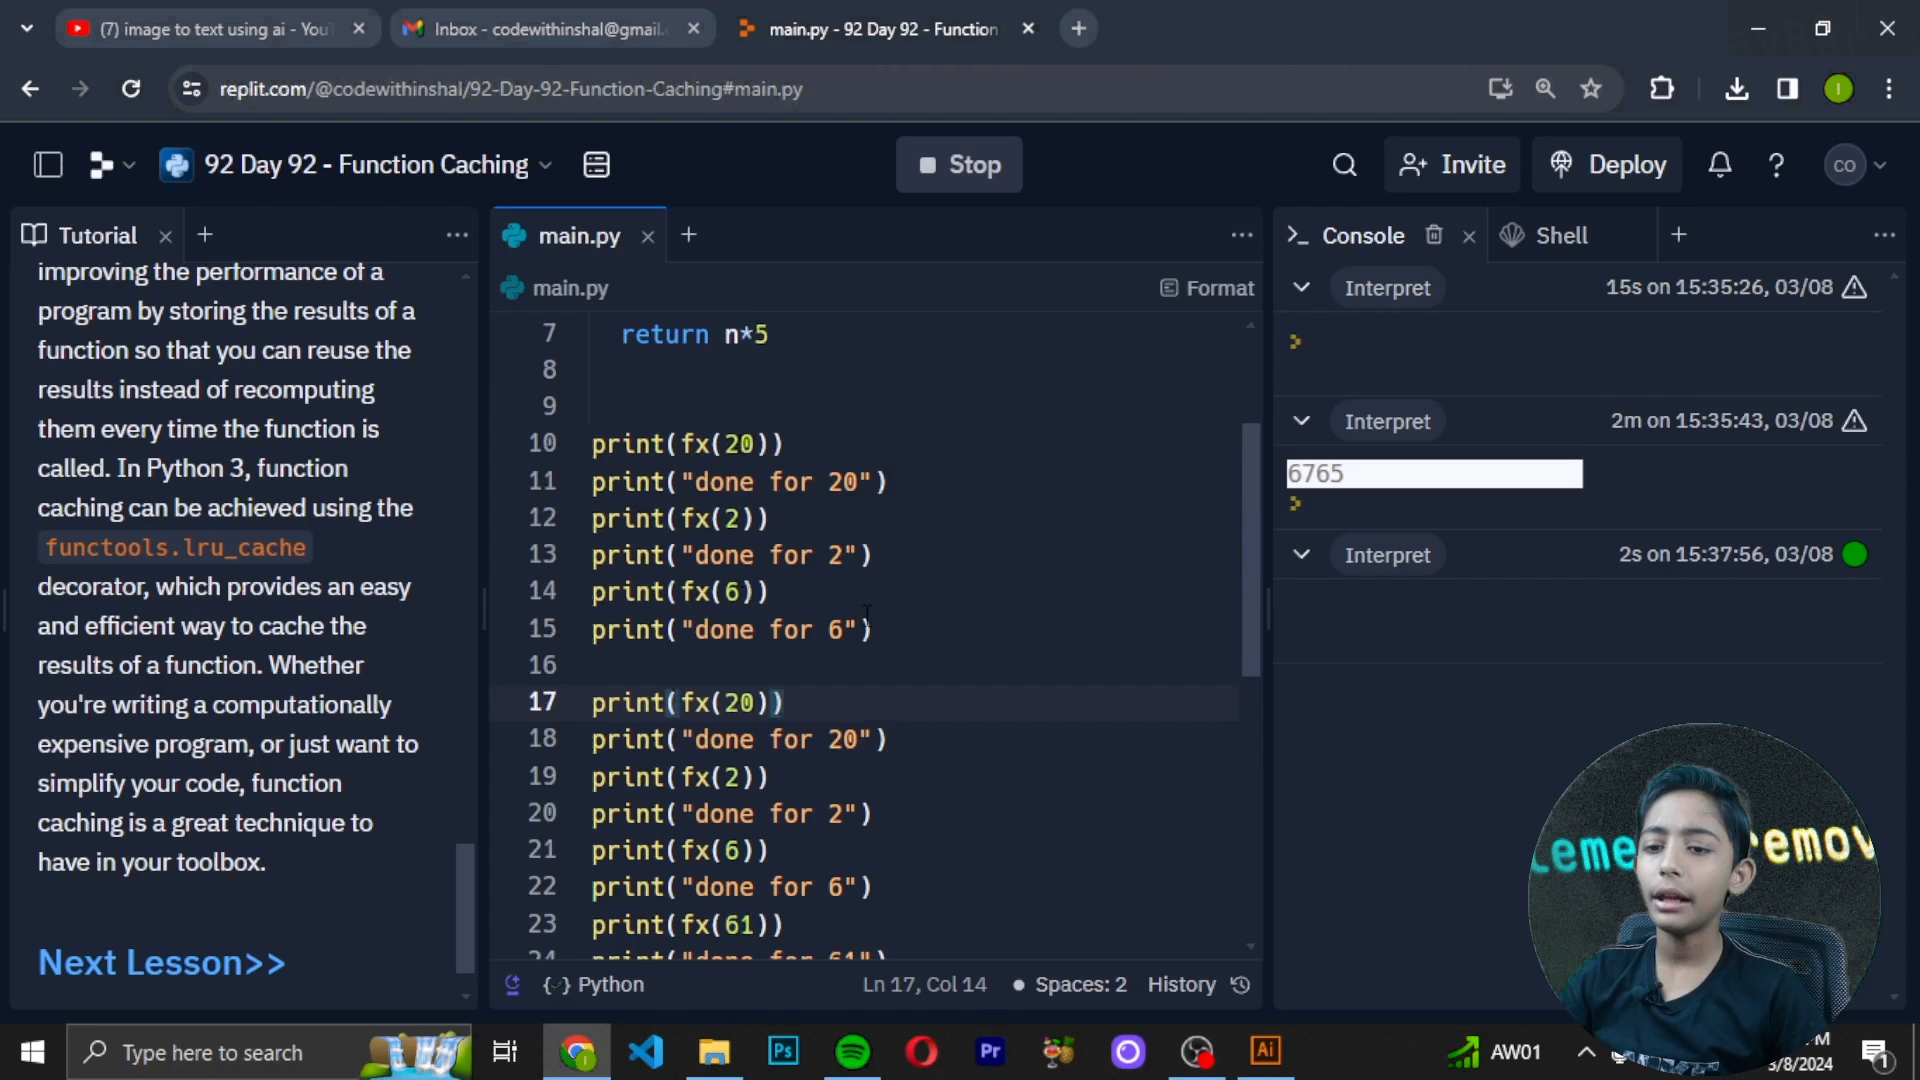 (7) image to text using ai - You
Inbox - codewithinshal@gmail.
main.py - 92 Day 92 - Function
replit.com/@codewithinshal/92-Day-92-Function-Caching#main.py
92 Day 92 - Function Caching
Stop
Invite
Deploy
CO
Tutorial
main.py
Console
Shell
improving the performance of a
program by storing the results of a
function so that you can reuse the
results instead of recomputing
them every time the function is
called. In Python 3, function
caching can be achieved using the
functools.lru_cache
decorator, which provides an easy
and efficient way to cache the
results of a function. Whether
you're writing a computationally
expensive program, or just want to
simplify your code, function
caching is a great technique to
have in your toolbox.
Next Lesson>>
main.py
Format
7 return n*5
8
9
10 print(fx(20))
11 print("done for 20")
12 print(fx(2))
13 print("done for 2")
14 print(fx(6))
15 print("done for 6")
16
17 print(fx(20))
18 print("done for 20")
19 print(fx(2))
20 print("done for 2")
21 print(fx(6))
22 print("done for 6")
23 print(fx(61))
24 print("done for 61")
Python
Ln 17, Col 14
Spaces: 2
History
Interpret
15s on 15:35:26, 03/08
Interpret
2m on 15:35:43, 03/08
6765
Interpret
2s on 15:37:56, 03/08
remov
Type here to search
Ps
Pr
Ai
AW01
3/8/2024
1